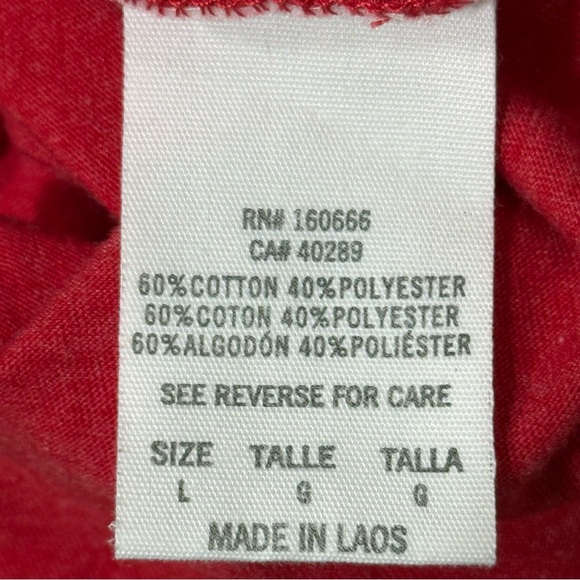 RN# 160666
CA# 40289
60%COTTON 40%POLYESTER
60%COTON 40%POLYESTER
60%ALGODÓN 40%POLIÉSTER
SEE REVERSE FOR CARE
SIZE TALLE TALLA
L G G
MADE IN LAOS